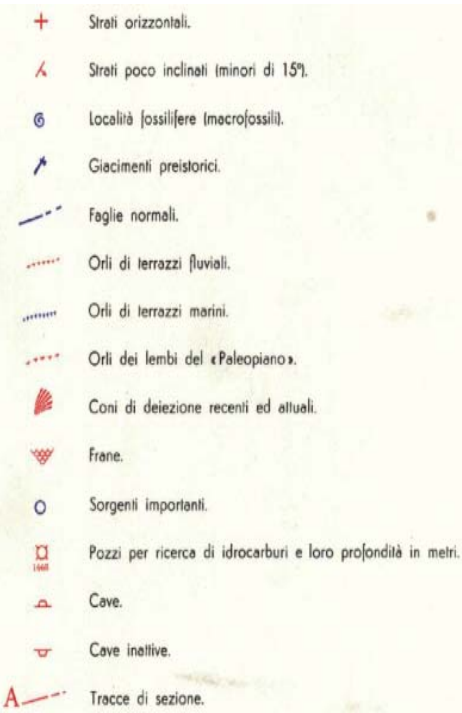 Strati orizzontali.
Strati poco inclinati (minori di 15°).
Località fossilifere (macrofossili).
Giacimenti preistorici.
Faglie normali.
Orli di terrazzi fluviali.
Orli di terrazzi marini.
Orli dei lembi del «Paleopiano».
Coni di deiezione recenti ed attuali.
Frane.
Sorgenti importanti.
Pozzi per ricerca di idrocarburi e loro profondità in metri.
Cave.
Cave inattive.
A Tracce di sezione.